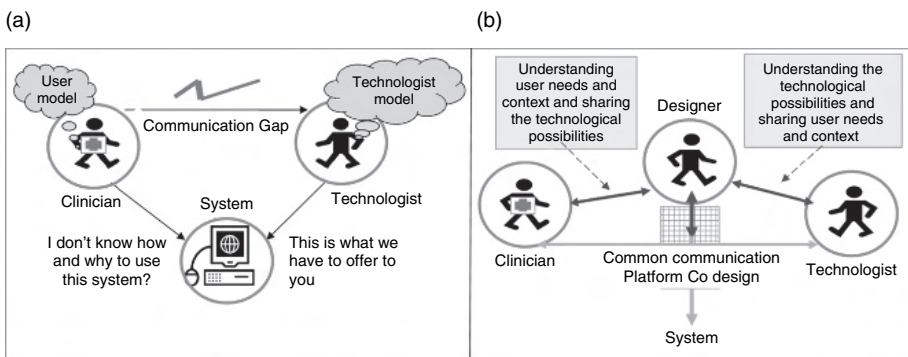 (a)
User
model
Technologist
model
Communication Gap
Clinician
Technologist
System
I don't know how
and why to use
this system?
This is what we
have to offer to
you
(b)
Understanding
user needs and
context and sharing
the technological
possibilities
Designer
Understanding the
technological
possibilities and
sharing user needs
and context
Clinician
Common communication
Platform Co design
Technologist
System